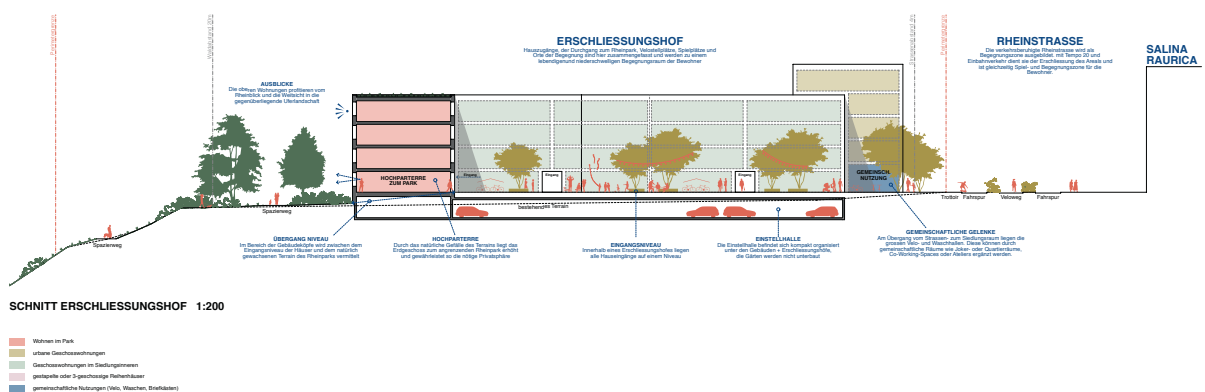 ERSCHLIESSUNGSHOF
Hauszugänge, der Durchgang zum Rheinpark, Velostellplätze, Spielplätze und
Orte der Begegnung sind hier zusammengefasst und werden zu einem
lebendigen und niederschwelligen Begegnungsraum der Bewohner
RHEINSTRASSE
Die verkehrsberuhigte Rheinstrasse wird als
Begegnungszone ausgebildet. mit Tempo 20 und
Einbahnverkehr dient sie der Erschliessung des Areals und
ist gleichzeitig Spiel- und Begegnungszone für die
Bewohner.
SALINA
RAURICA
AUSBLICKE
Die oberen Wohnungen profitieren vom
Rheinblick und die Weitsicht in die
gegenüberliegende Uferlandschaft
HOCHPARTERRE
ZUM PARK
Eingang
Eingang
Eingang
GEMEINSCH.
NUTZUNG
Spazierweg
Spazierweg
bestehendes Terrain
Trottoir
Fahrspur
Veloweg
Fahrspur
ÜBERGANG NIVEAU
Im Bereich der Gebäudeköpfe wird zwischen dem
Eingangsniveau der Häuser und dem natürlich
gewachsenen Terrain des Rheinparks vermittelt
HOCHPARTERRE
Durch das natürliche Gefälle des Terrains liegt das
Erdgeschoss zum angrenzenden Rheinpark erhöht
und gewährleistet so die nötige Privatsphäre
EINGANGSNIVEAU
Innerhalb eines Erschliessungshofes liegen
alle Hauseingänge auf einem Niveau
EINSTELLHALLE
Die Einstellhalle befindet sich kompakt organisiert
unter den Gebäuden + Erschliessungshöfe,
die Gärten werden nicht unterbaut
GEMEINSCHAFTLICHE GELENKE
Am Übergang vom Strassen- zum Siedlungsraum liegen die
grossen Velo- und Waschhallen. Diese können durch
gemeinschaftliche Räume wie Joker- oder Quartierräume,
Co-Working-Spaces oder Ateliers ergänzt werden.
SCHNITT ERSCHLIESSUNGSHOF 1:200
Wohnen im Park
urbane Geschosswohnungen
Geschosswohnungen im Siedlungsinneren
gestapelte oder 3-geschossige Reihenhäuser
gemeinschaftliche Nutzungen (Velo, Waschen, Briefkästen)